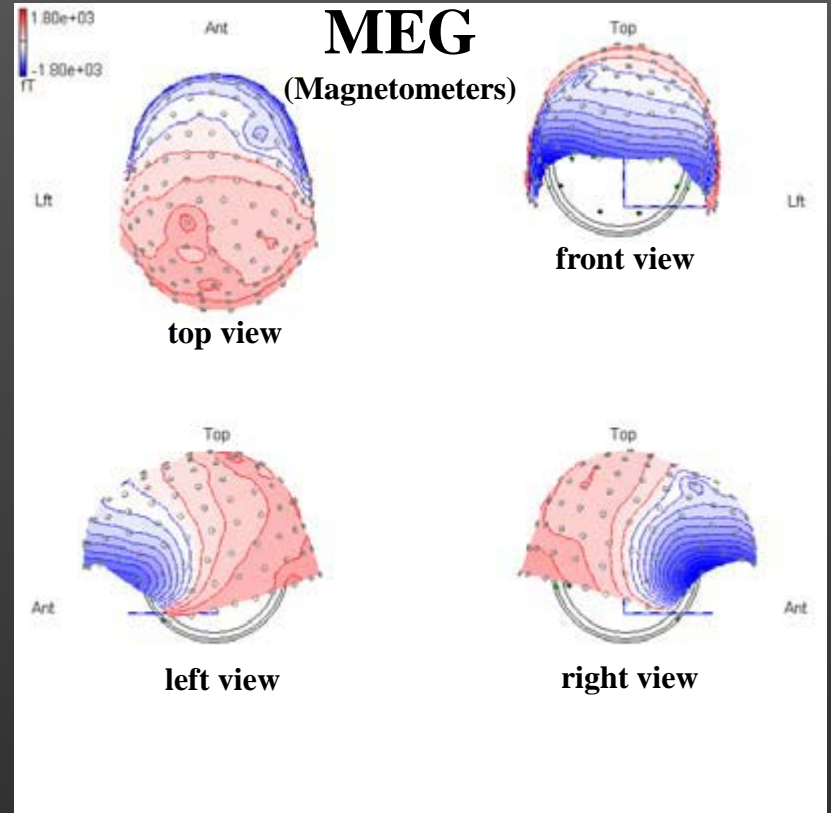 1.80e+03
-1.80e+03
fT
MEG
(Magnetometers)
Ant
Lft
top view
Top
Lft
front view
Top
Ant
left view
Top
Ant
right view